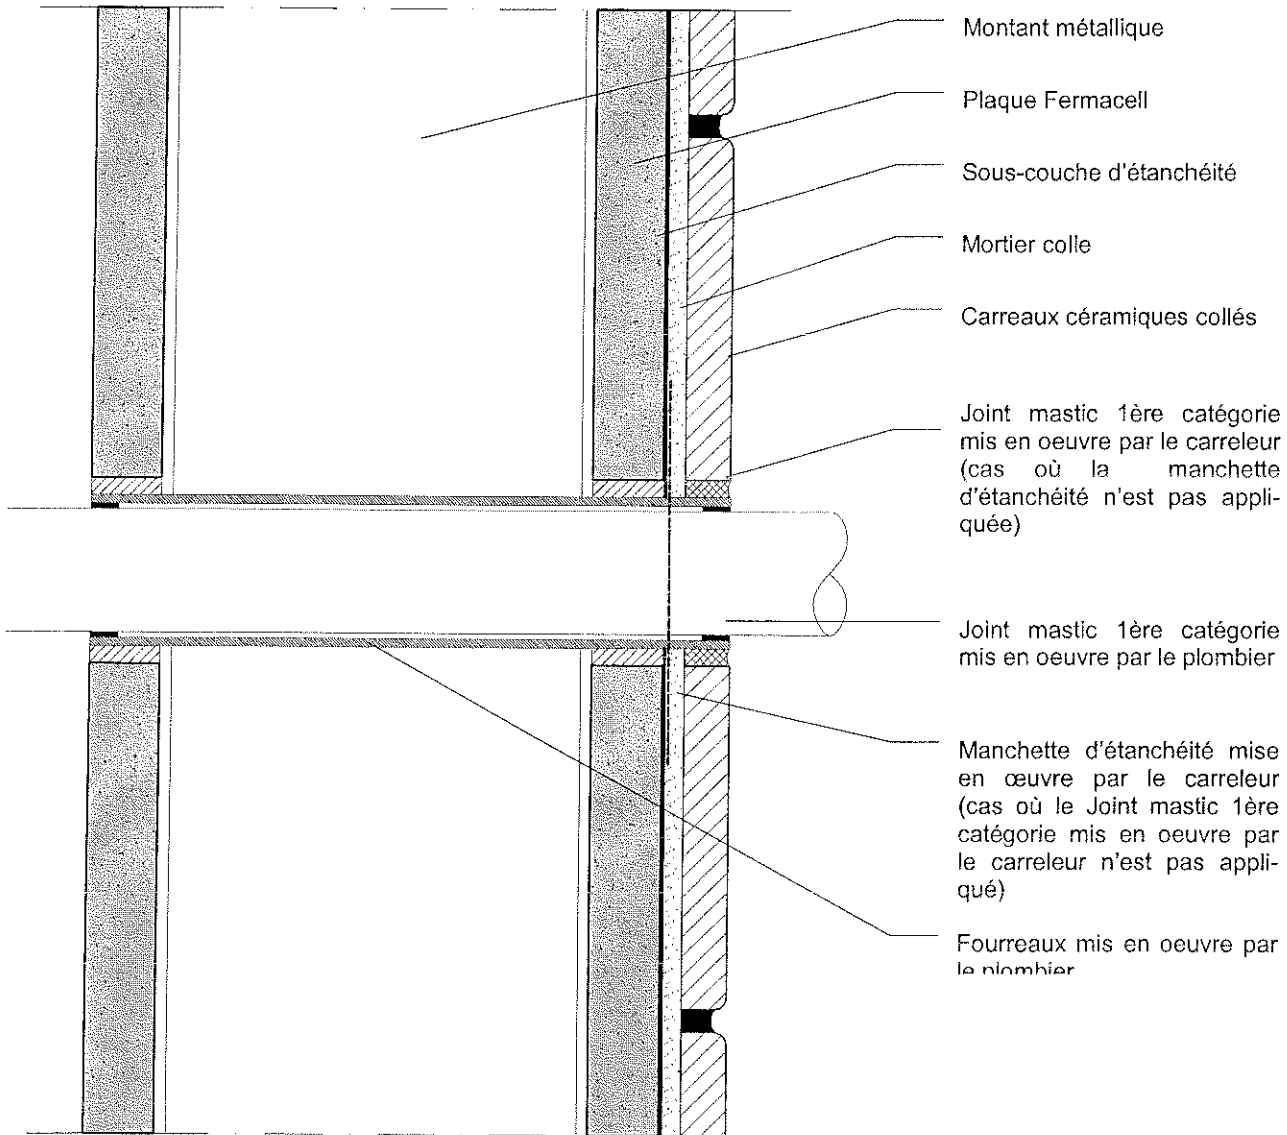 Montant métallique
Plaque Fermacell
Sous-couche d'étanchéité
Mortier colle
Carreaux céramiques collés
Joint mastic 1ère catégorie
mis en oeuvre par le carreleur
(cas où la manchette
d'étanchéité n'est pas appli-
quée)
Joint mastic 1ère catégorie
mis en oeuvre par le plombier
Manchette d'étanchéité mise
en œuvre par le carreleur
(cas où le Joint mastic 1ère
catégorie mis en oeuvre par
le carreleur n'est pas appli-
qué)
Fourreaux mis en oeuvre par
le plombier